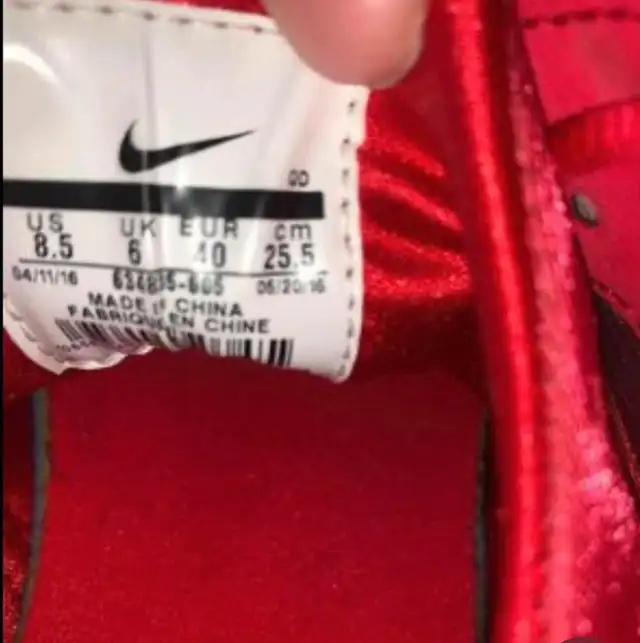 QD
US UK EUR cm
8.5 6 40 25.5
04/11/16 05/20/16
MADE IN CHINA
FABRIQUE EN CHINE